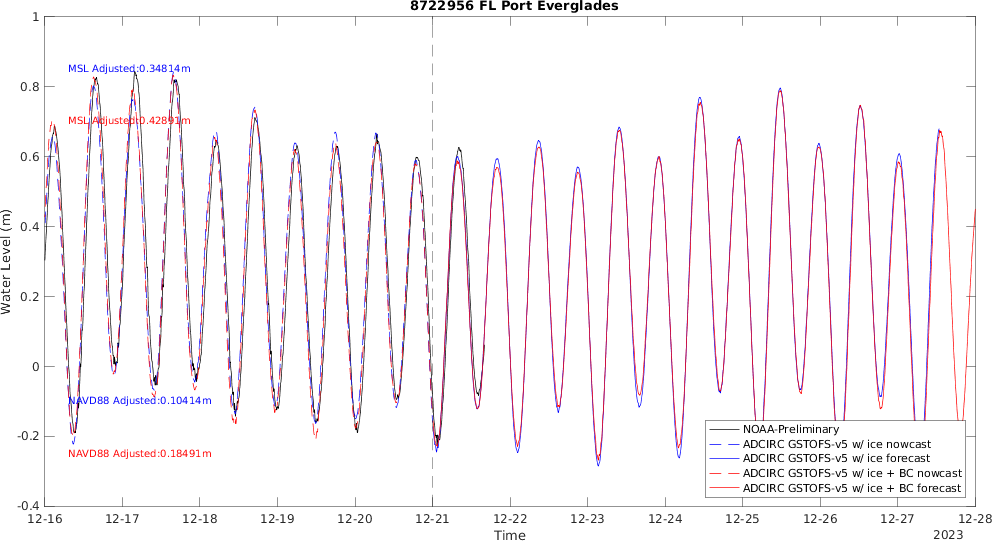 8722956 FL Port Everglades
Water Level (m)
1
0.8
0.6
0.4
0.2
0
-0.2
-0.4
MSL Adjusted:0.34814m
MSL Adjusted:0.42891m
NAVD88 Adjusted:0.10414m
NAVD88 Adjusted:0.18491m
NOAA-Preliminary
ADCIRC GSTOFS-v5 w/ ice nowcast
ADCIRC GSTOFS-v5 w/ ice forecast
ADCIRC GSTOFS-v5 w/ ice + BC nowcast
ADCIRC GSTOFS-v5 w/ ice + BC forecast
12-16 12-17 12-18 12-19 12-20 12-21 12-22 12-23 12-24 12-25 12-26 12-27 12-28
Time
2023